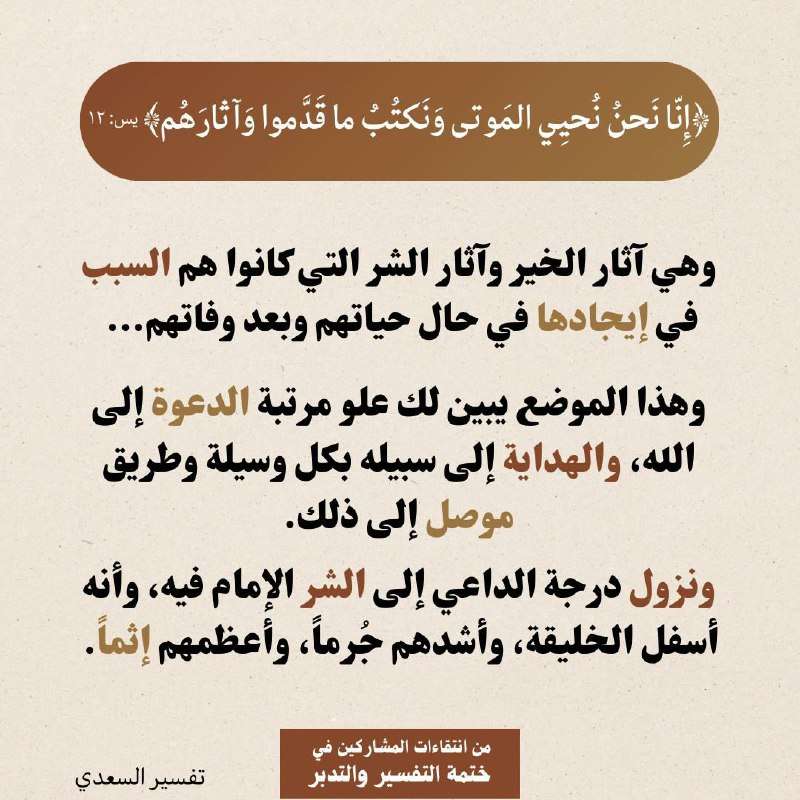 ﴿إِنّا نَحنُ نُحيِي المَوتى وَنَكتُبُ ما قَدَّموا وَآثارَهُم﴾ يس: ١٢
وهي آثار الخير وآثار الشر التي كانوا هم السبب
في إيجادها في حال حياتهم وبعد وفاتهم...
وهذا الموضع يبين لك علو مرتبة الدعوة إلى
الله، والهداية إلى سبيله بكل وسيلة وطريق
موصل إلى ذلك.
ونزول درجة الداعي إلى الشر الإمام فيه، وأنه
أسفل الخليقة، وأشدهم جُرماً، وأعظمهم إثماً.
من انتقاءات المشاركين في
ختمة التفسير والتدبر
تفسير السعدي